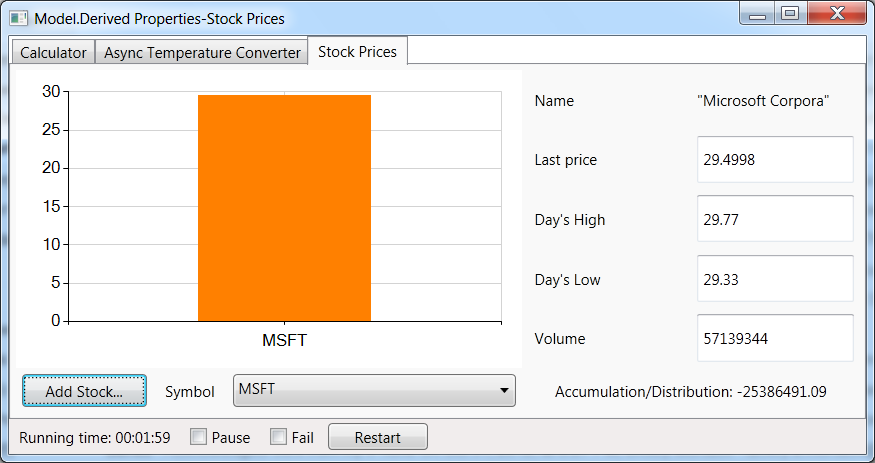 Model.Derived Properties-Stock Prices
Calculator Async Temperature Converter Stock Prices
30
25
20
15
10
5
0
MSFT
Name "Microsoft Corpora"
Last price 29.4998
Day's High 29.77
Day's Low 29.33
Volume 57139344
Add Stock... Symbol MSFT Accumulation/Distribution: -25386491.09
Running time: 00:01:59 Pause Fail Restart